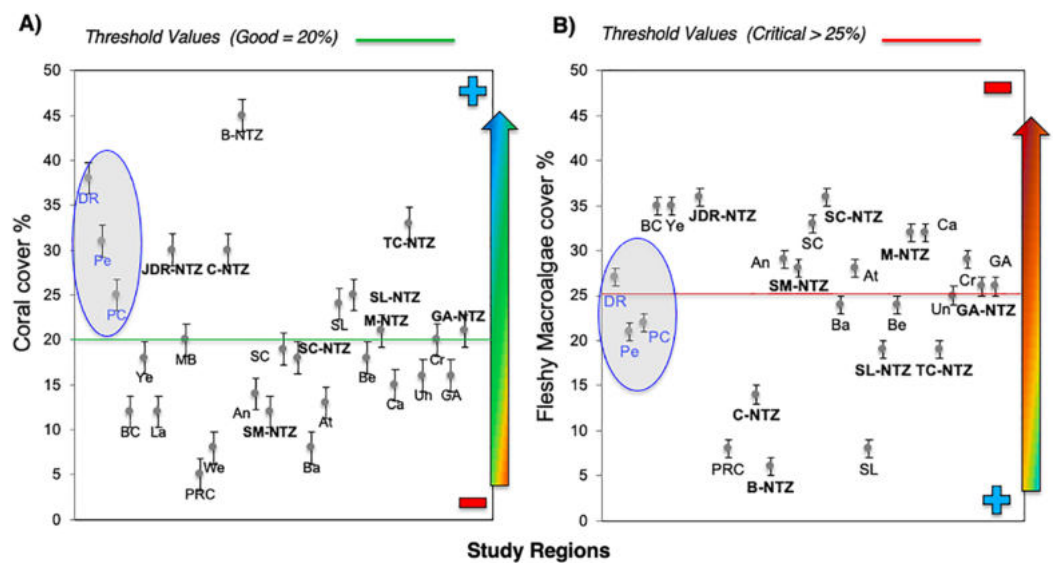 A)
Threshold Values (Good = 20%)
Coral cover %
50
45
40
35
30
25
20
15
10
5
0
B-NTZ
DR
TC-NTZ
Pe
JDR-NTZ
C-NTZ
PC
SL-NTZ
SL
M-NTZ
GA-NTZ
SC
SC-NTZ
Ye
MB
Be
Cr
An
Ca
Un
GA
BC
La
SM-NTZ
At
We
Ba
PRC
B)
Threshold Values (Critical > 25%)
Fleshy Macroalgae cover %
50
45
40
35
30
25
20
15
10
5
0
BC
Ye
JDR-NTZ
SC-NTZ
SC
Ca
M-NTZ
An
SM-NTZ
At
GA
Cr
DR
Ba
Be
Un
GA-NTZ
PC
Pe
SL-NTZ
TC-NTZ
C-NTZ
PRC
SL
B-NTZ
Study Regions